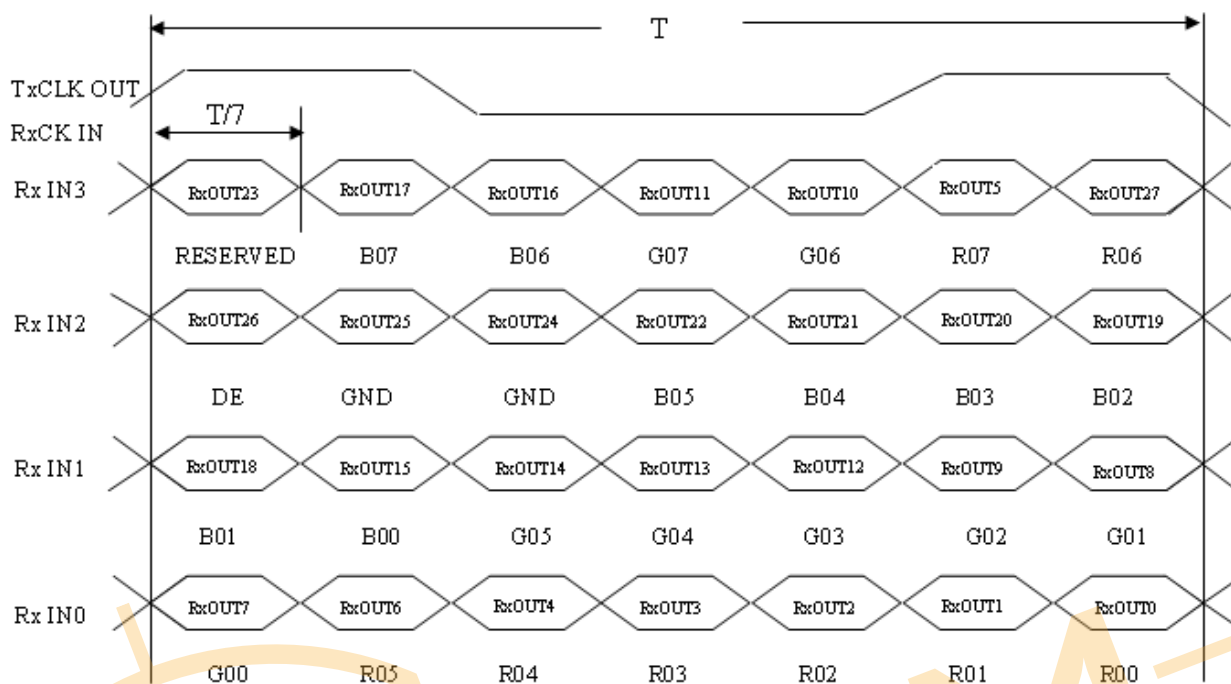 T
TxCLK OUT
T/7
RxCK IN
Rx IN3 RxOUT23 RxOUT17 RxOUT16 RxOUT11 RxOUT10 RxOUT5 RxOUT27
RESERVED B07 B06 G07 G06 R07 R06
Rx IN2 RxOUT26 RxOUT25 RxOUT24 RxOUT22 RxOUT21 RxOUT20 RxOUT19
DE GND GND B05 B04 B03 B02
Rx IN1 RxOUT18 RxOUT15 RxOUT14 RxOUT13 RxOUT12 RxOUT9 RxOUT8
B01 B00 G05 G04 G03 G02 G01
Rx IN0 RxOUT7 RxOUT6 RxOUT4 RxOUT3 RxOUT2 RxOUT1 RxOUT0
G00 R05 R04 R03 R02 R01 R00